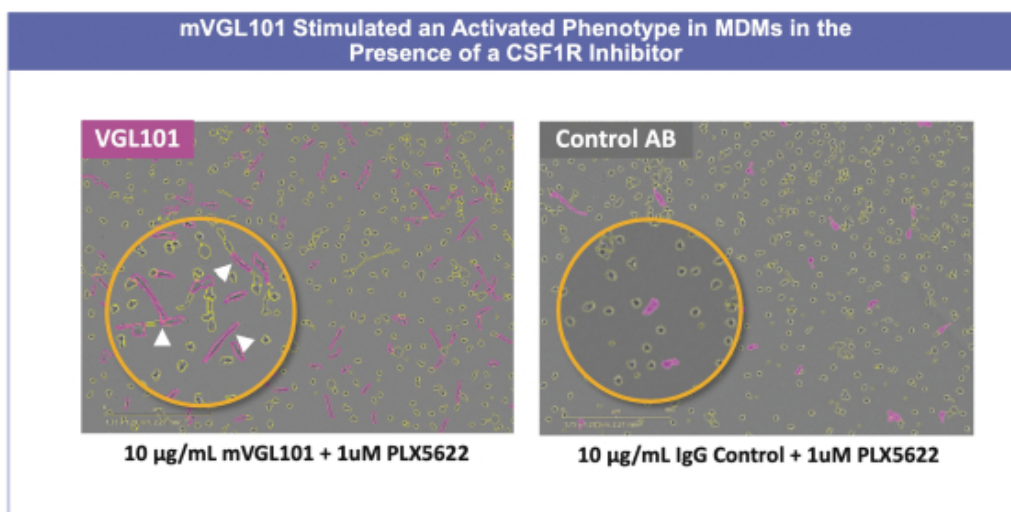 mVGL101 Stimulated an Activated Phenotype in MDMs in the
Presence of a CSF1R Inhibitor
VGL101
Control AB
10 µg/mL mVGL101 + 1uM PLX5622
10 µg/mL IgG Control + 1uM PLX5622